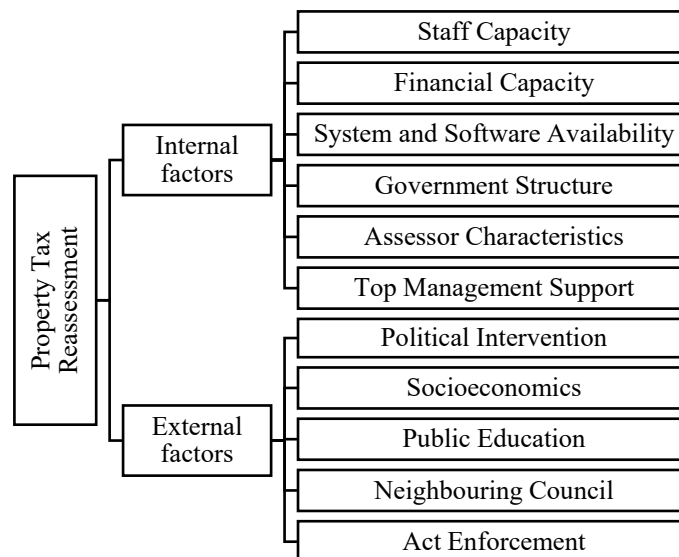 Property Tax
Reassessment
Internal
factors
Staff Capacity
Financial Capacity
System and Software Availability
Government Structure
Assessor Characteristics
Top Management Support
External
factors
Political Intervention
Socioeconomics
Public Education
Neighbouring Council
Act Enforcement